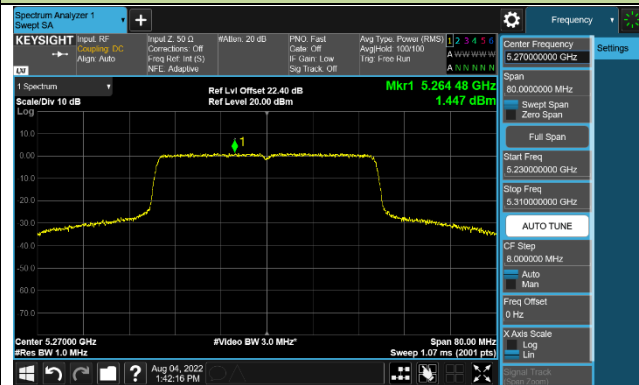 Spectrum Analyzer 1
Swept SA
Frequency
KEYSIGHT
Input: RF
Coupling: DC
Align: Auto
Input Z: 50 Ω
Corrections: Off
Freq Ref: Int (S)
NFE: Adaptive
#Atten: 20 dB
PNO: Fast
Gate: Off
IF Gain: Low
Sig Track: Off
Avg Type: Power (RMS)
Avg|Hold: 100/100
Trig: Free Run
1 2 3 4 5 6
A W W W W W
A N N N N N
LXI
1 Spectrum
Scale/Div 10 dB
Log
Ref Lvl Offset 22.40 dB
Ref Level 20.00 dBm
Mkr1 5.264 48 GHz
1.447 dBm
1
10.0
0.00
-10.0
-20.0
-30.0
-40.0
-50.0
-60.0
-70.0
Center 5.27000 GHz
#Res BW 1.0 MHz
#Video BW 3.0 MHz*
Span 80.00 MHz
Sweep 1.07 ms (2001 pts)
Aug 04, 2022
1:42:16 PM
Center Frequency
5.270000000 GHz
Settings
Span
80.0000000 MHz
Swept Span
Zero Span
Full Span
Start Freq
5.230000000 GHz
Stop Freq
5.310000000 GHz
AUTO TUNE
CF Step
8.000000 MHz
Auto
Man
Freq Offset
0 Hz
X Axis Scale
Log
Lin
Signal Track
(Span Zoom)